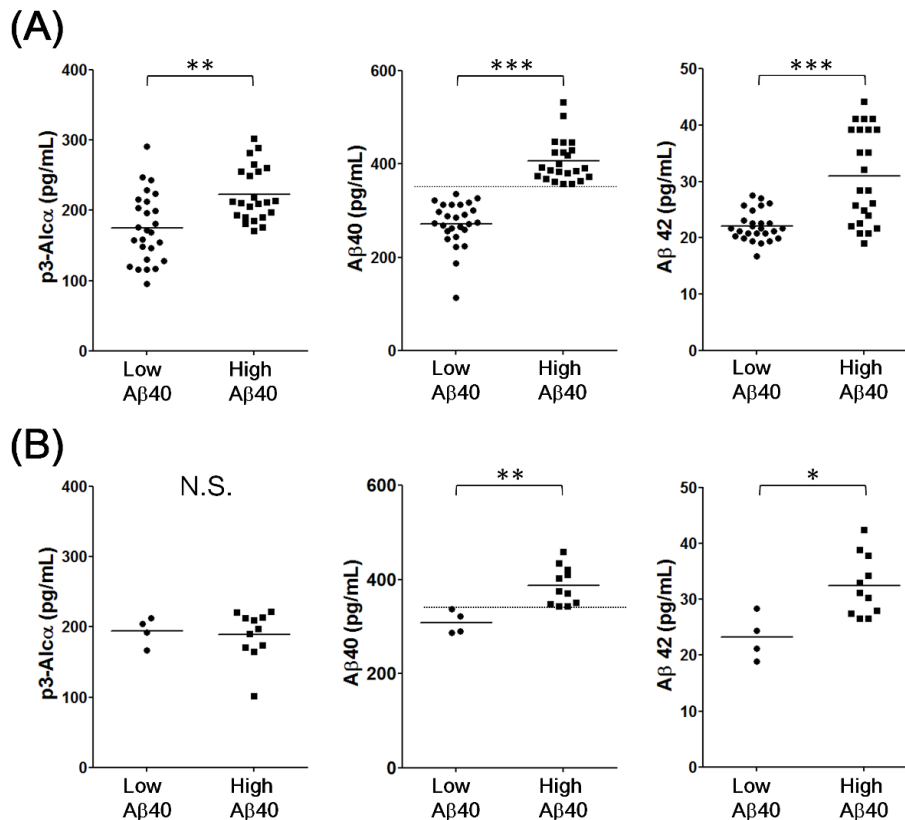 (A)
**
***
***
p3-Alcα (pg/mL)
400
300
200
100
0
Low
Aβ40
High
Aβ40
Aβ40 (pg/mL)
600
400
200
0
Low
Aβ40
High
Aβ40
Aβ 42 (pg/mL)
50
40
30
20
10
0
Low
Aβ40
High
Aβ40
(B)
N.S.
**
*
p3-Alcα (pg/mL)
400
300
200
100
0
Low
Aβ40
High
Aβ40
Aβ40 (pg/mL)
600
400
200
0
Low
Aβ40
High
Aβ40
Aβ 42 (pg/mL)
50
40
30
20
10
0
Low
Aβ40
High
Aβ40